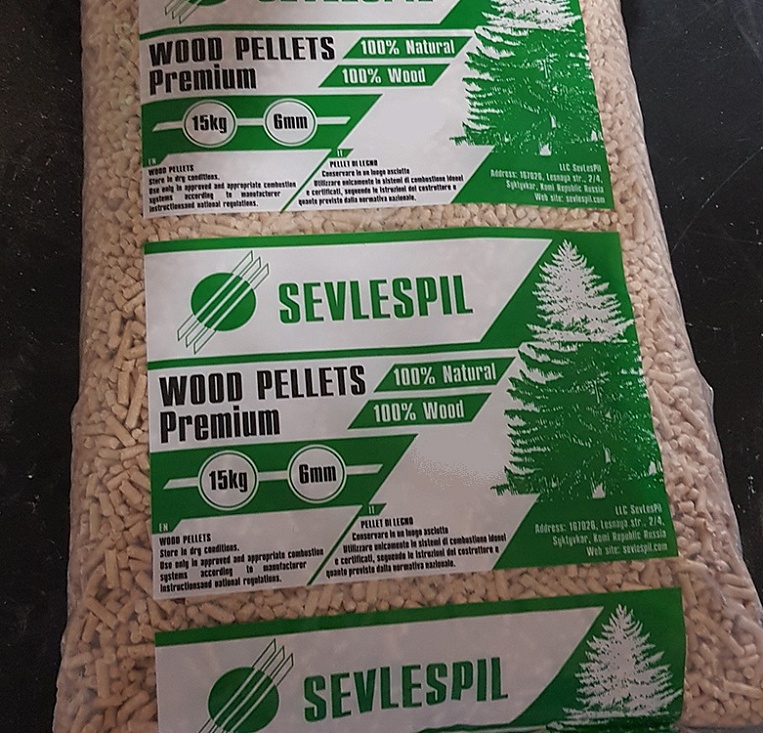 SEVLESPIL
WOOD PELLETS
Premium
100% Natural
100% Wood
15kg
6mm
EN
WOOD PELLETS
Store in dry conditions.
Use only in approved and appropriate combustion
systems according to manufacturer
instructionsand national regulations.
IT
PELLET DI LEGNO
Conservare in un luogo asciutto
Utilizzare unicamente in sistemi di combustione idonei
e certificati, seguendo le istruzioni del costruttore e
quanto previsto dalla normativa nazionale.
LLC SevLesPil
Address: 167026, Lesnaya str., 2/4,
Syktyvkar, Komi Republic Russia
Web site: sevlespil.com
SEVLESPIL
WOOD PELLETS
Premium
100% Natural
100% Wood
15kg
6mm
EN
WOOD PELLETS
Store in dry conditions.
Use only in approved and appropriate combustion
systems according to manufacturer
instructionsand national regulations.
IT
PELLET DI LEGNO
Conservare in un luogo asciutto
Utilizzare unicamente in sistemi di combustione idonei
e certificati, seguendo le istruzioni del costruttore e
quanto previsto dalla normativa nazionale.
LLC SevLesPil
Address: 167026, Lesnaya str., 2/4,
Syktyvkar, Komi Republic Russia
Web site: sevlespil.com
SEVLESPIL